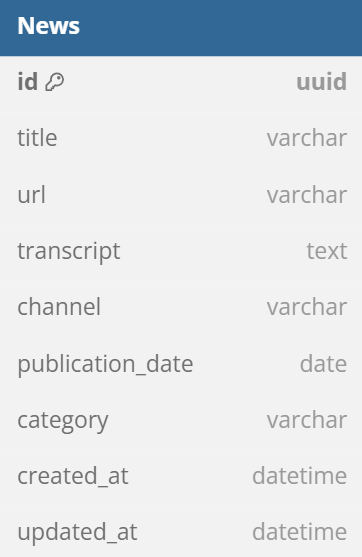 News
id uuid
title varchar
url varchar
transcript text
channel varchar
publication_date date
category varchar
created_at datetime
updated_at datetime